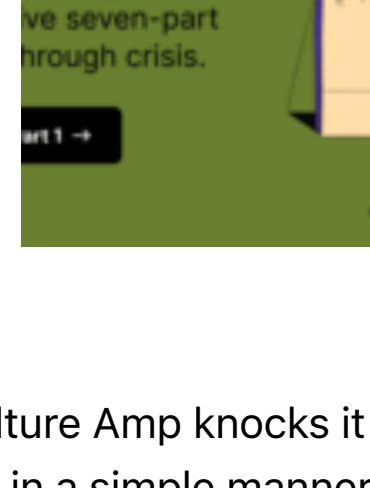 ve seven-part
hrough crisis.
art 1 →
lture Amp knocks it
in a simple manner